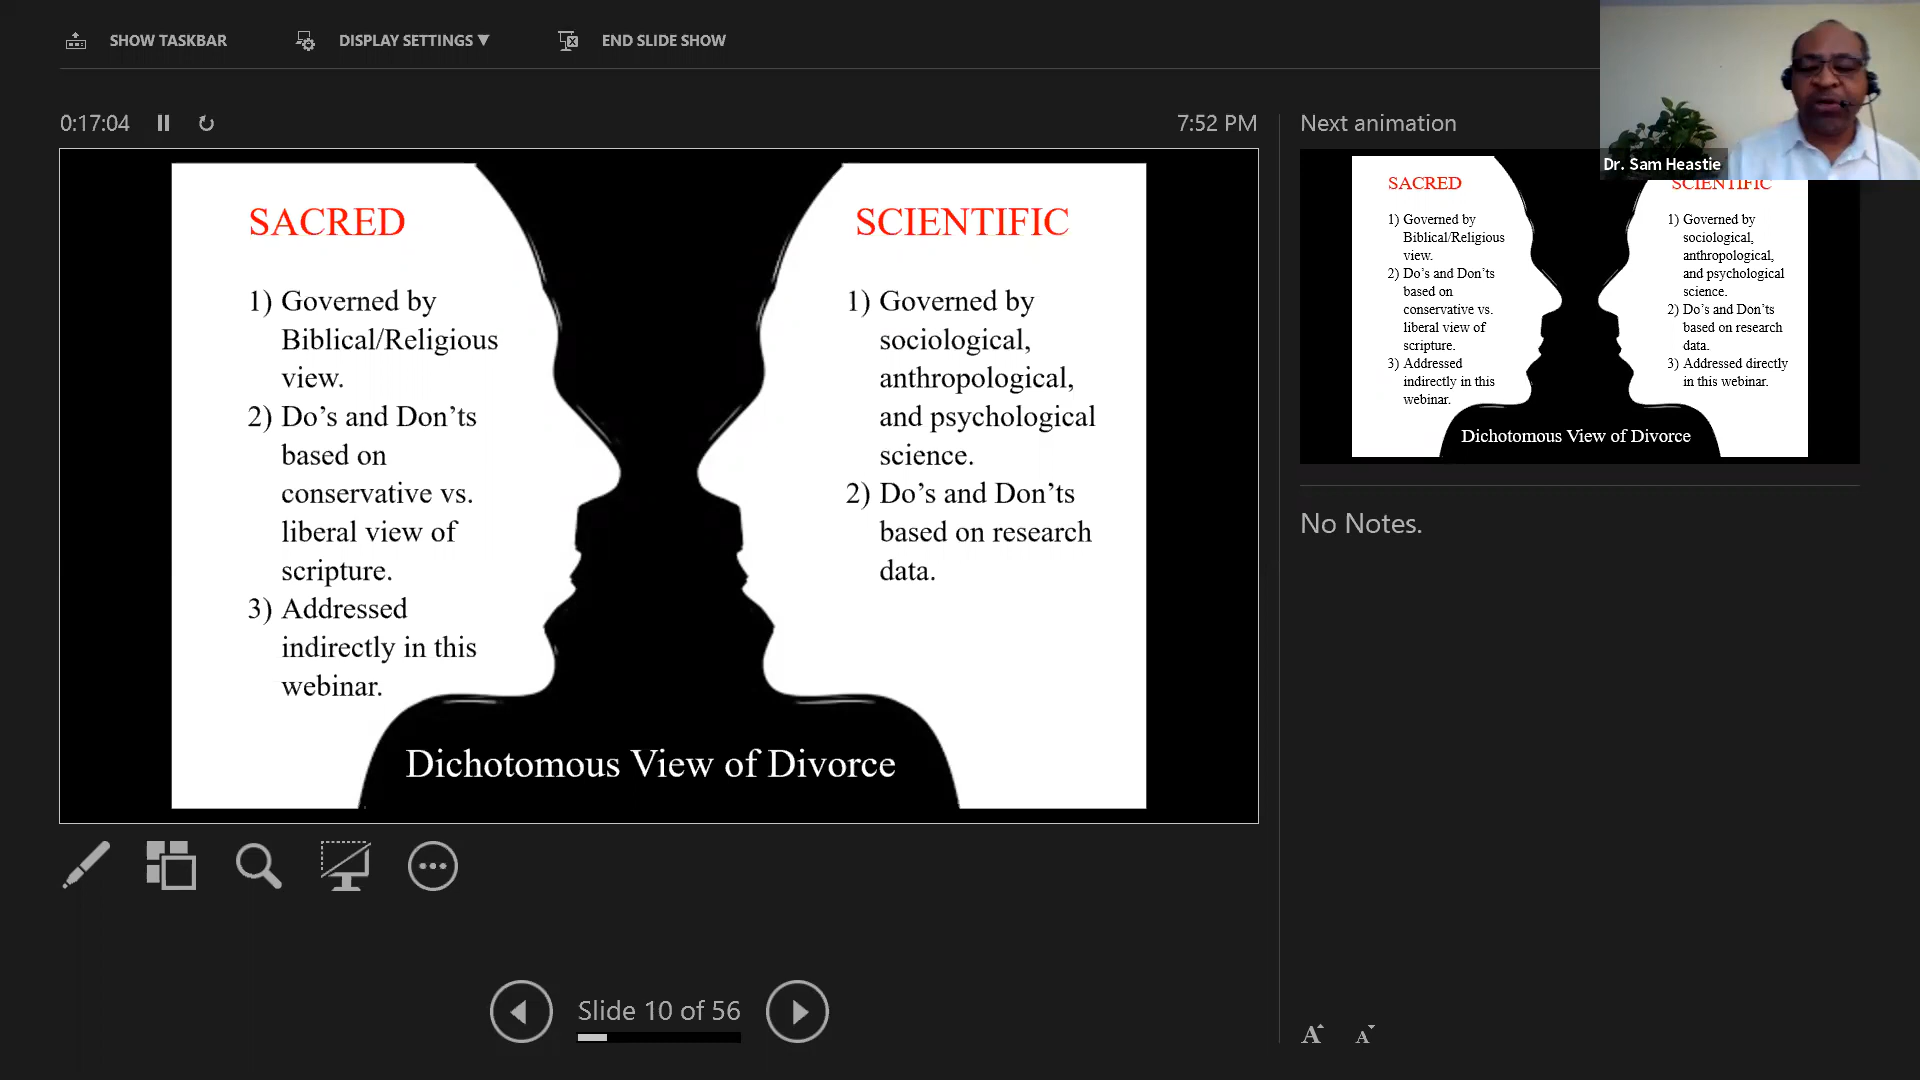 SHOW TASKBAR
DISPLAY SETTINGS ▼
END SLIDE SHOW
0:17:04
7:52 PM
SACRED
1) Governed by
Biblical/Religious
view.
2) Do’s and Don’ts
based on
conservative vs.
liberal view of
scripture.
3) Addressed
indirectly in this
webinar.
SCIENTIFIC
1) Governed by
sociological,
anthropological,
and psychological
science.
2) Do’s and Don’ts
based on research
data.
Dichotomous View of Divorce
Slide 10 of 56
Next animation
Dr. Sam Heastie
SACRED
1) Governed by
Biblical/Religious
view.
2) Do’s and Don’ts
based on
conservative vs.
liberal view of
scripture.
3) Addressed
indirectly in this
webinar.
SCIENTIFIC
1) Governed by
sociological,
anthropological,
and psychological
science.
2) Do’s and Don’ts
based on research
data.
3) Addressed directly
in this webinar.
Dichotomous View of Divorce
No Notes.
A A